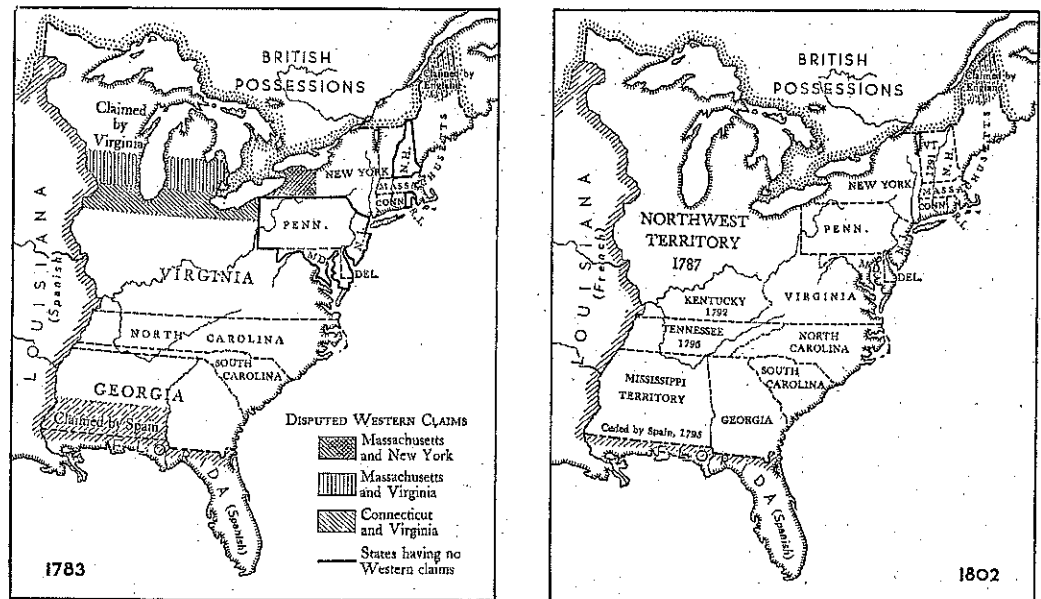 BRITISH
POSSESSIONS
Claimed by
England
Claimed
by
Virginia
NEW YORK
N.H.
MASSACHUSETTS
MASS.
CONN.
R.I.
PENN.
N.J.
MD.
DEL.
LOUISIANA
(Spanish)
VIRGINIA
NORTH CAROLINA
SOUTH
CAROLINA
GEORGIA
Claimed by Spain
FLORIDA
(Spanish)
DISPUTED WESTERN CLAIMS
Massachusetts
and New York
Massachusetts
and Virginia
Connecticut
and Virginia
States having no
Western claims
1783
BRITISH
POSSESSIONS
Claimed by
England
VT.
1791
N.H.
MASSACHUSETTS
MASS.
CONN.
R.I.
NEW YORK
NORTHWEST
TERRITORY
1787
PENN.
MD.
DEL.
LOUISIANA
(French)
KENTUCKY
1792
VIRGINIA
TENNESSEE
1796
NORTH
CAROLINA
SOUTH
CAROLINA
MISSISSIPPI
TERRITORY
GEORGIA
Ceded by Spain, 1795
FLORIDA
(Spanish)
1802